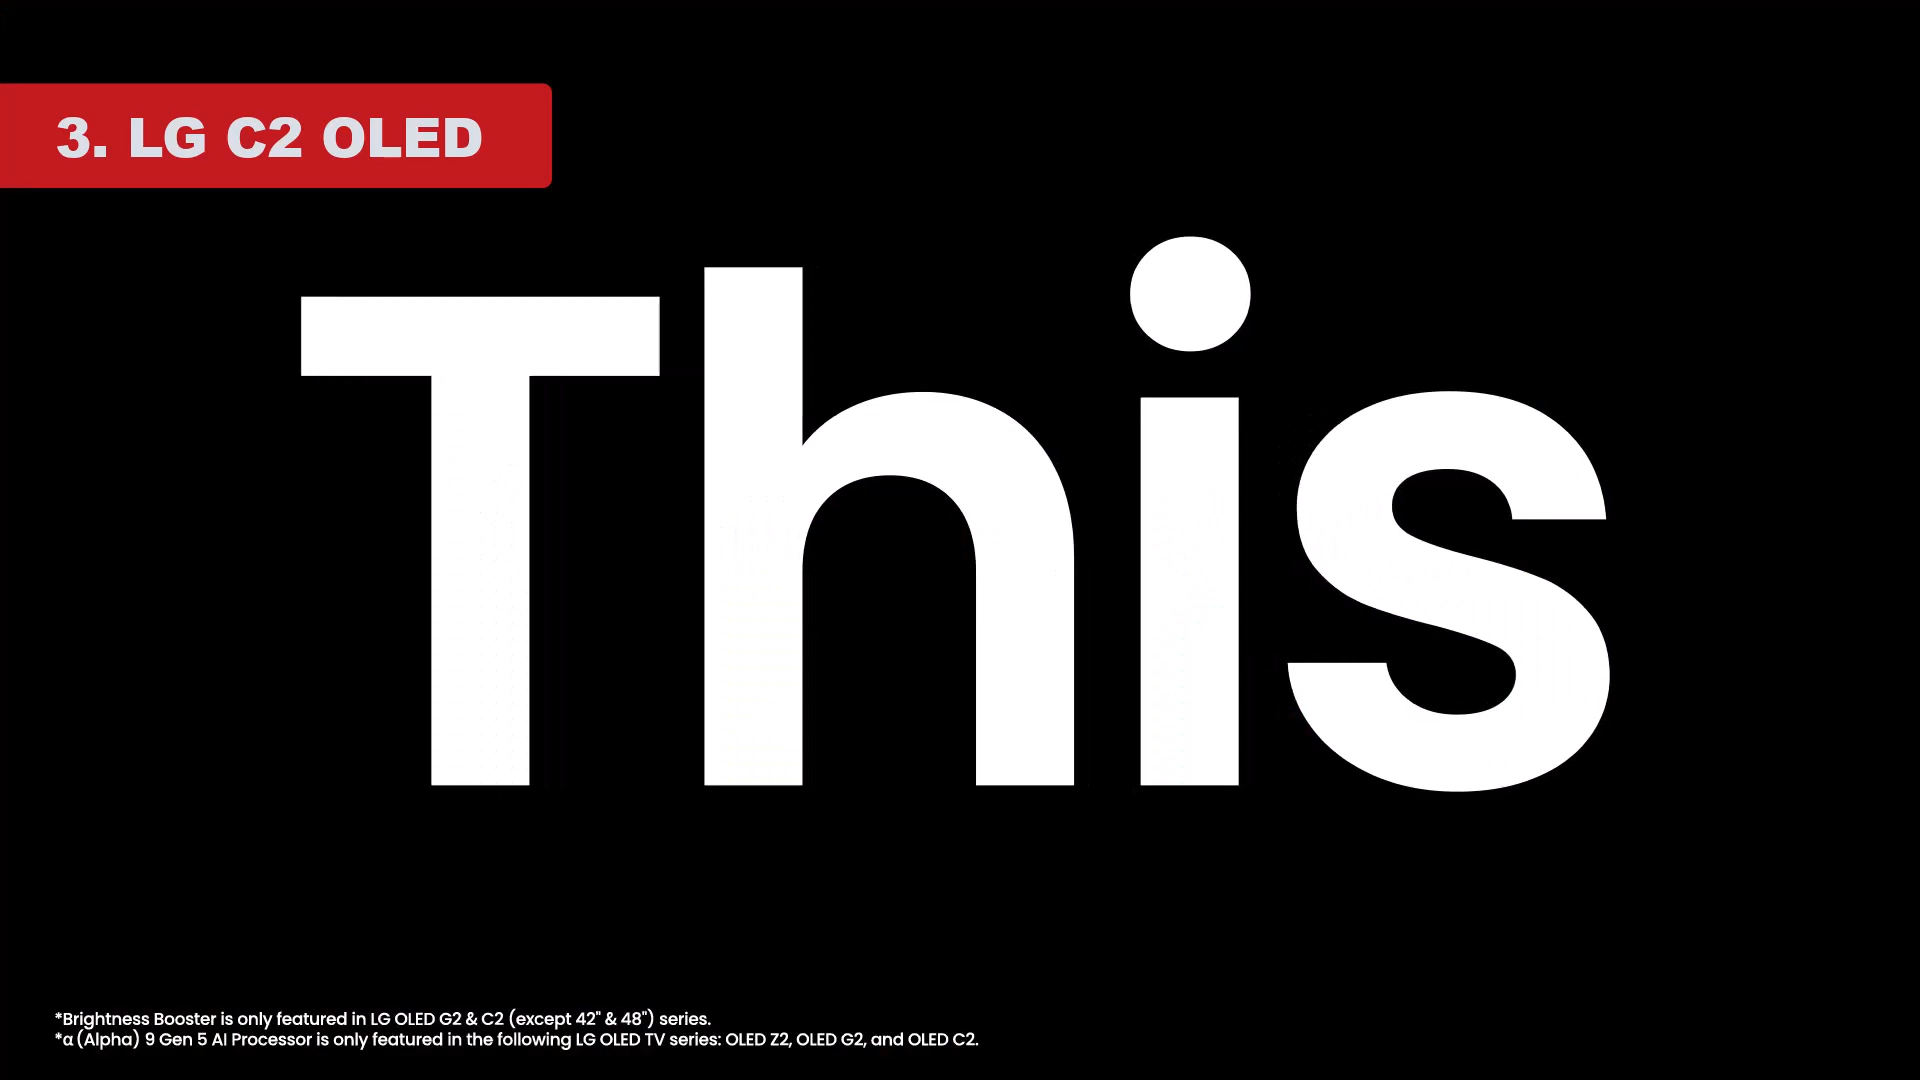 3. LG C2 OLED
This
*Brightness Booster is only featured in LG OLED G2 & C2 (except 42" & 48") series.
*α (Alpha) 9 Gen 5 AI Processor is only featured in the following LG OLED TV series: OLED Z2, OLED G2, and OLED C2.